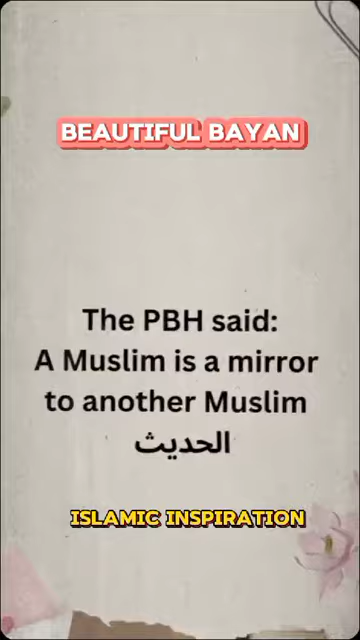 BEAUTIFUL BAYAN
The PBH said:
A Muslim is a mirror
to another Muslim
الحديث
ISLAMIC INSPIRATION